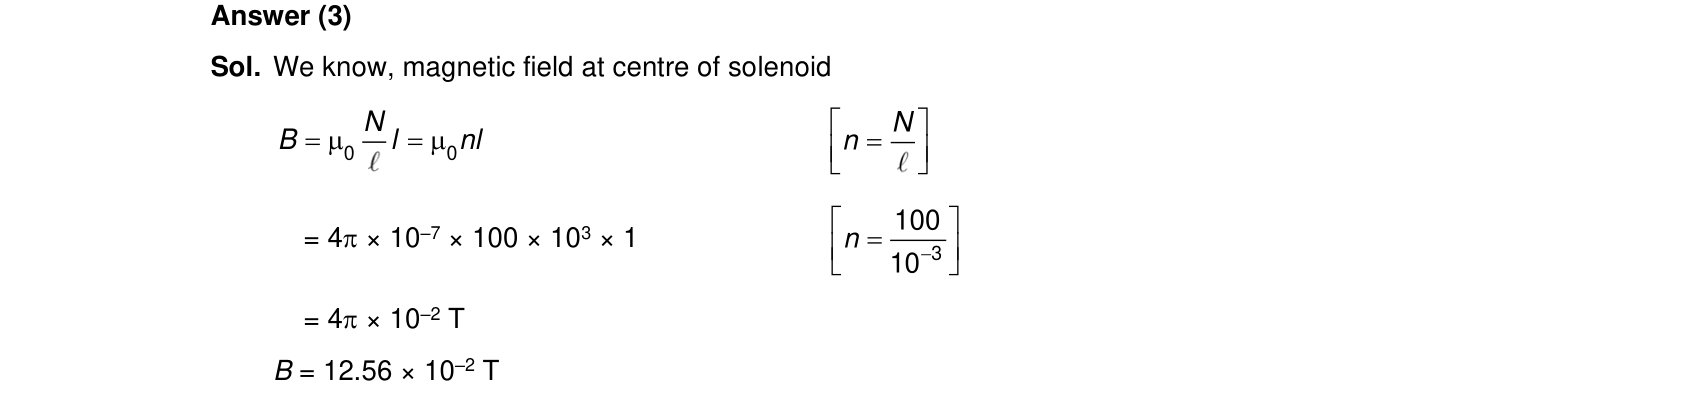 Answer (3)
Sol. We know, magnetic field at centre of solenoid
B = μ₀ N/ℓ I = μ₀nI [n = N/ℓ]
= 4π × 10⁻⁷ × 100 × 10³ × 1 [n = 100/10⁻³]
= 4π × 10⁻² T
B = 12.56 × 10⁻² T